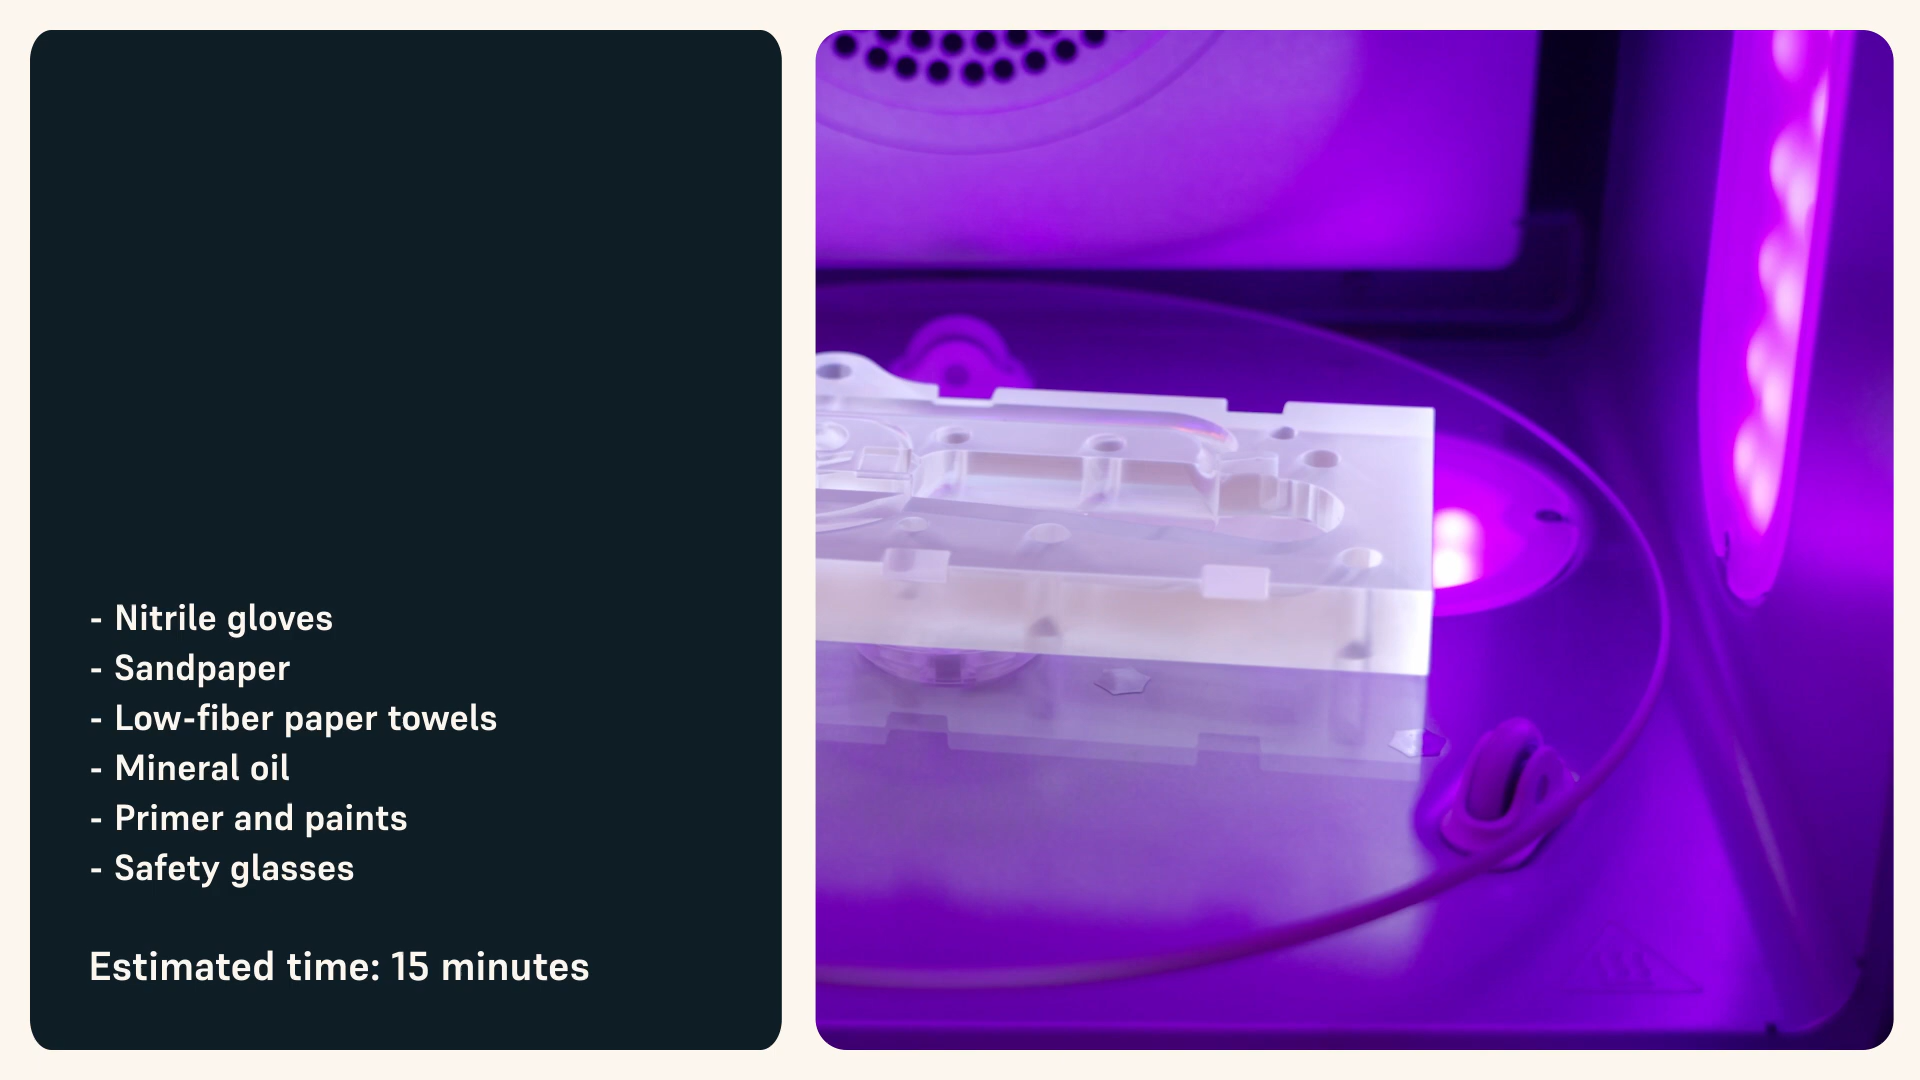 - Nitrile gloves
- Sandpaper
- Low-fiber paper towels
- Mineral oil
- Primer and paints
- Safety glasses
Estimated time: 15 minutes